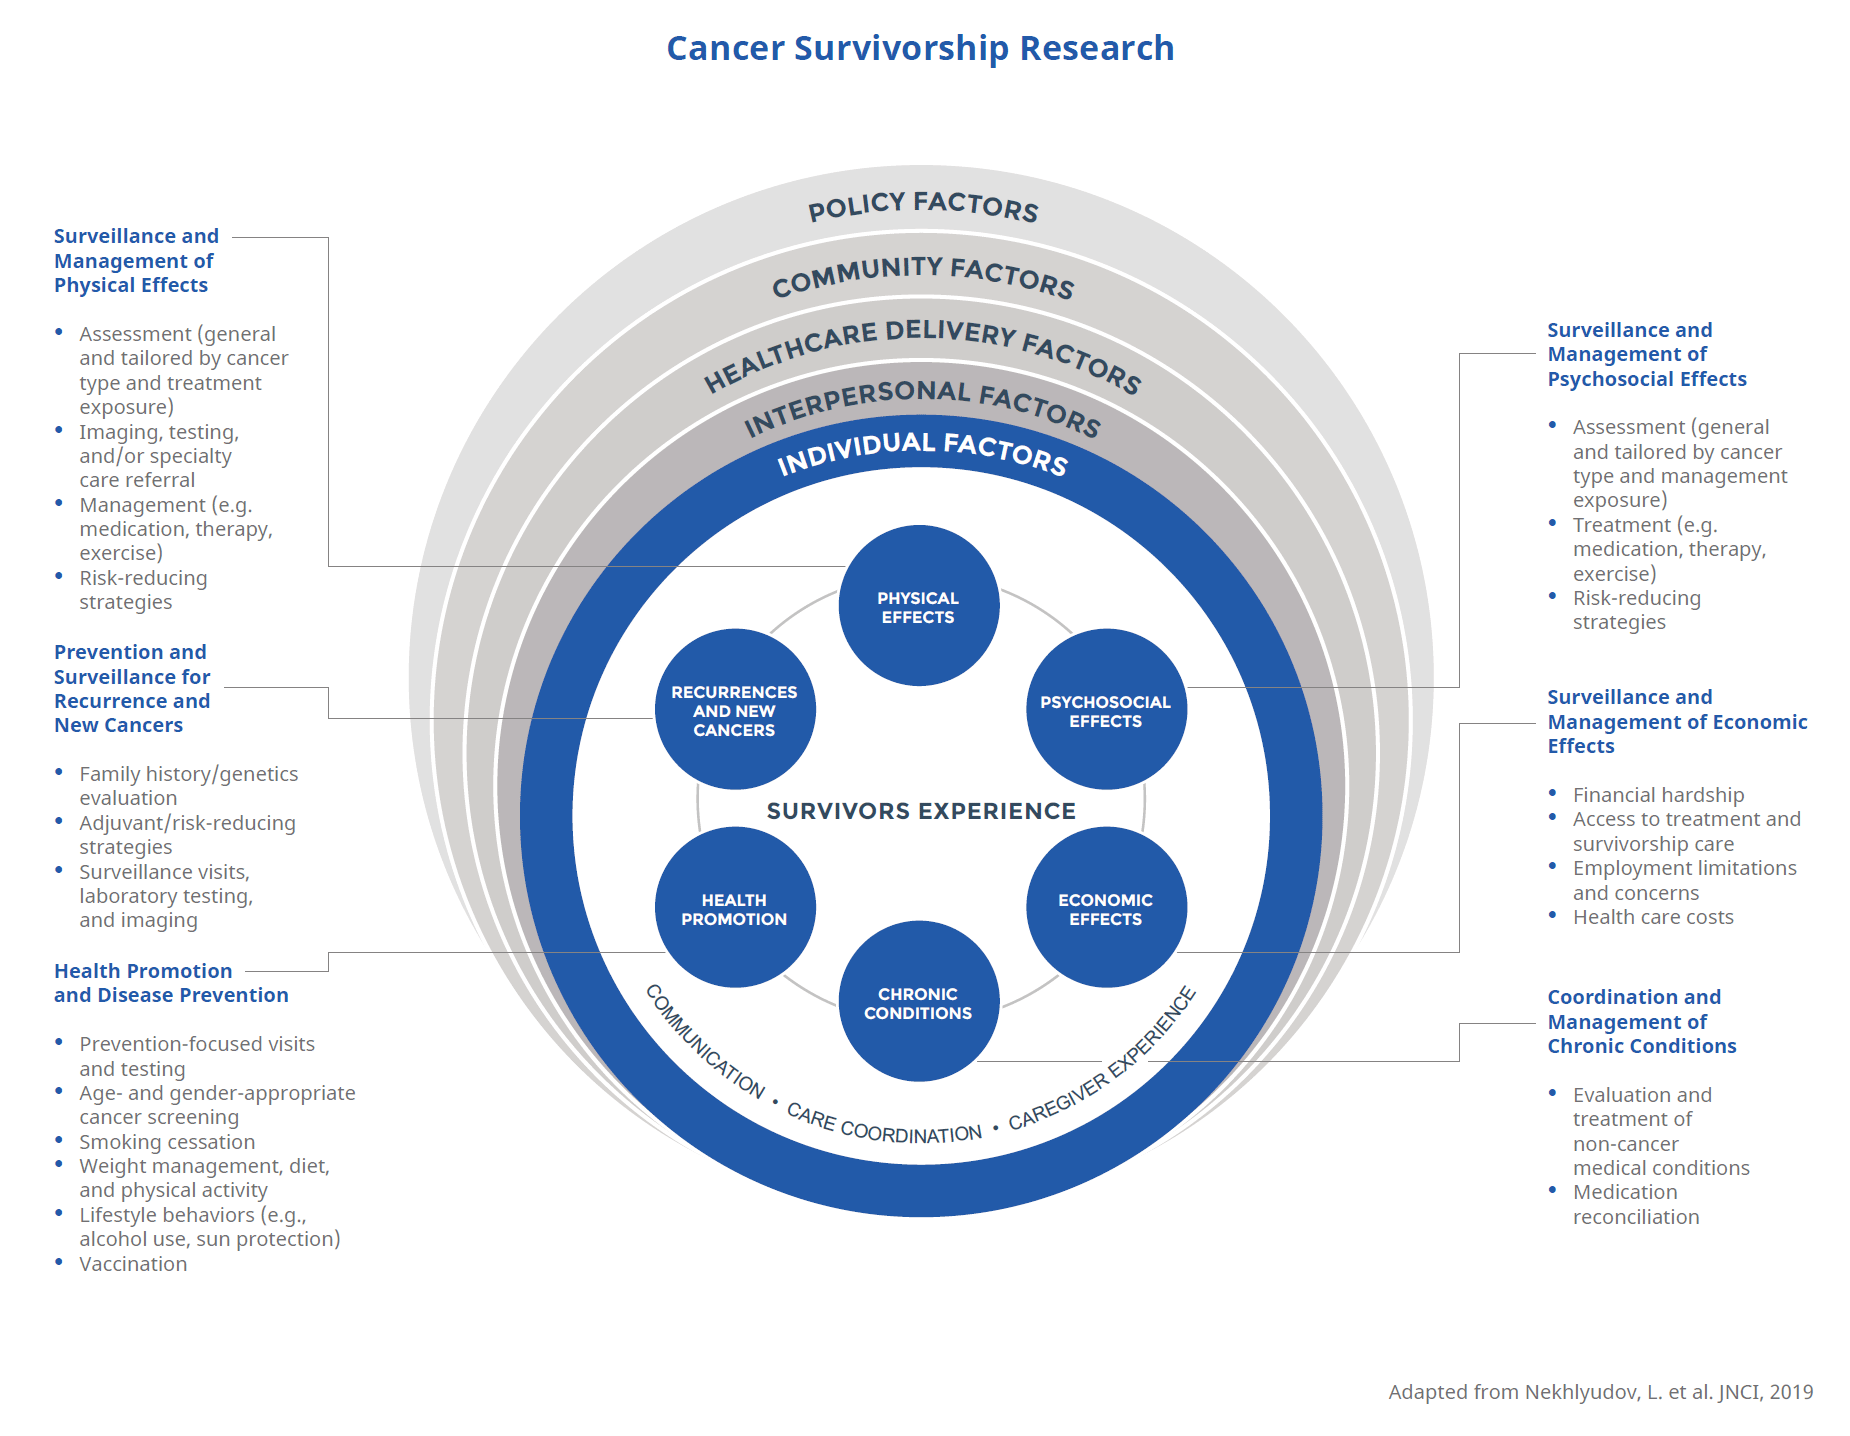 Cancer Survivorship Research
POLICY FACTORS
COMMUNITY FACTORS
HEALTHCARE DELIVERY FACTORS
INTERPERSONAL FACTORS
INDIVIDUAL FACTORS
Surveillance and
Management of
Physical Effects
• Assessment (general
and tailored by cancer
type and treatment
exposure)
• Imaging, testing,
and/or specialty
care referral
• Management (e.g.
medication, therapy,
exercise)
• Risk-reducing
strategies
Prevention and
Surveillance for
Recurrence and
New Cancers
• Family history/genetics
evaluation
• Adjuvant/risk-reducing
strategies
• Surveillance visits,
laboratory testing,
and imaging
Health Promotion
and Disease Prevention
• Prevention-focused visits
and testing
• Age- and gender-appropriate
cancer screening
• Smoking cessation
• Weight management, diet,
and physical activity
• Lifestyle behaviors (e.g.,
alcohol use, sun protection)
• Vaccination
PHYSICAL
EFFECTS
RECURRENCES
AND NEW
CANCERS
PSYCHOSOCIAL
EFFECTS
SURVIVORS EXPERIENCE
HEALTH
PROMOTION
ECONOMIC
EFFECTS
CHRONIC
CONDITIONS
COMMUNICATION • CARE COORDINATION • CAREGIVER EXPERIENCE
Surveillance and
Management of
Psychosocial Effects
• Assessment (general
and tailored by cancer
type and management
exposure)
• Treatment (e.g.
medication, therapy,
exercise)
• Risk-reducing
strategies
Surveillance and
Management of Economic
Effects
• Financial hardship
• Access to treatment and
survivorship care
• Employment limitations
and concerns
• Health care costs
Coordination and
Management of
Chronic Conditions
• Evaluation and
treatment of
non-cancer
medical conditions
• Medication
reconciliation
Adapted from Nekhlyudov, L. et al. JNCI, 2019